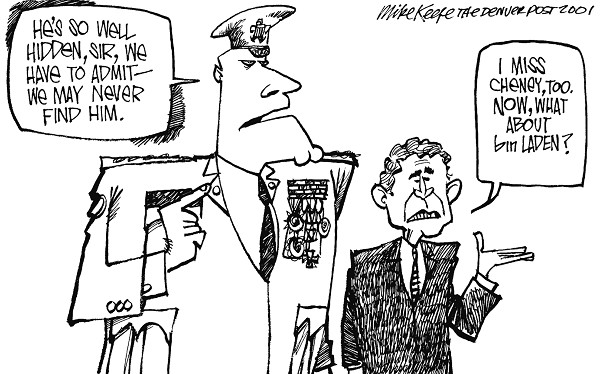 HE'S SO WELL
HIDDEN, SIR, WE
HAVE TO ADMIT—
WE MAY NEVER
FIND HIM.
MIKE KEEFE THE DENVER POST 2001
I MISS
CHENEY, TOO.
NOW, WHAT
ABOUT
bin LADEN?